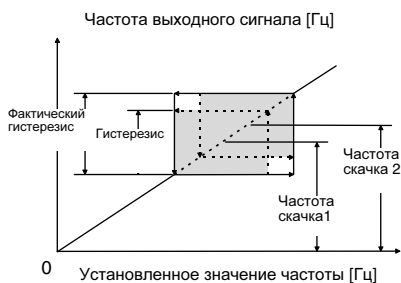 Частота выходного сигнала [Гц]
Фактический
гистерезис
Гистерезис
Частота
скачка 2
Частота
скачка1
0
Установленное значение частоты [Гц]